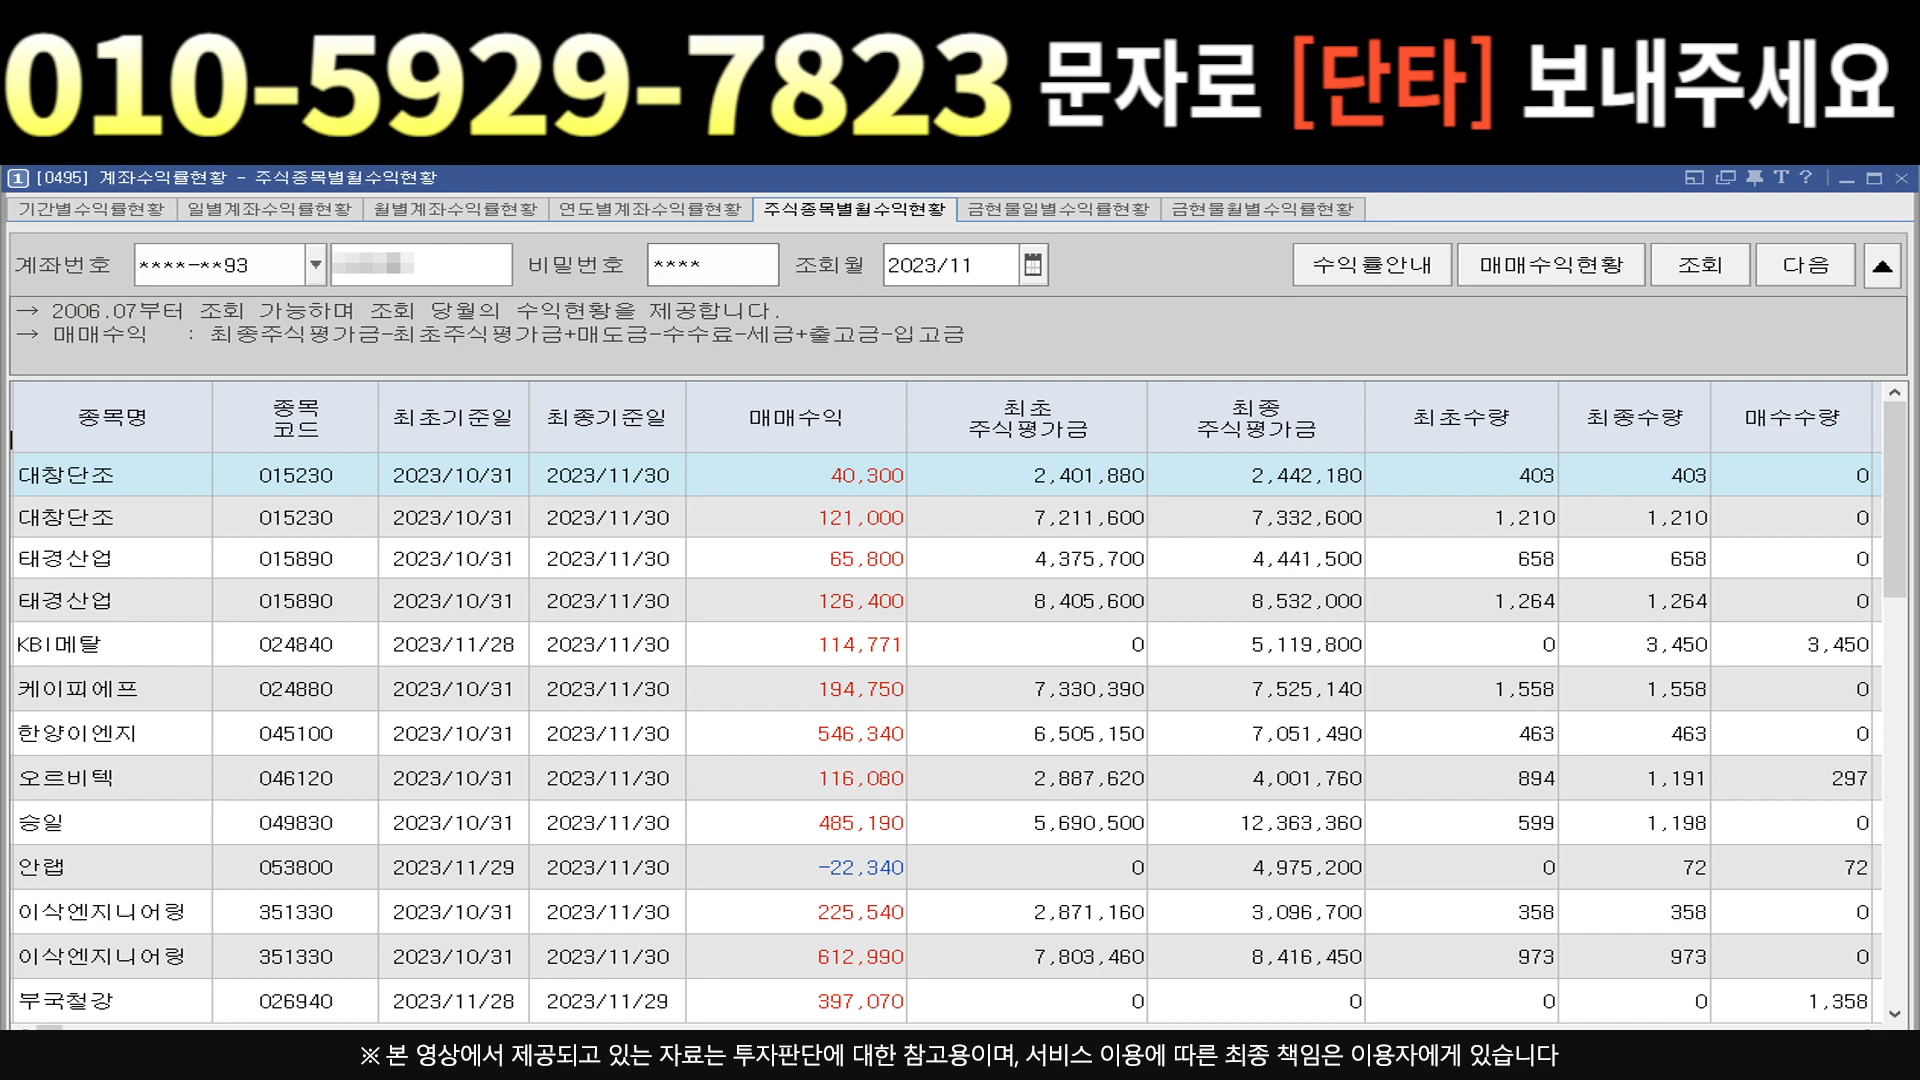 010-5929-7823 문자로 [단타] 보내주세요
1 [0495] 계좌수익률현황 - 주식종목별월수익현황
기간별수익률현황 일별계좌수익률현황 월별계좌수익률현황 연도별계좌수익률현황 주식종목별월수익현황 금현물일별수익률현황 금현물월별수익률현황
계좌번호 ****-**93 비밀번호 **** 조회월 2023/11 수익률안내 매매수익현황 조회 다음
→ 2006.07부터 조회 가능하며 조회 당월의 수익현황을 제공합니다.
→ 매매수익 : 최종주식평가금-최초주식평가금+매도금-수수료-세금+출고금-입고금
종목명 종목코드 최초기준일 최종기준일 매매수익 최초주식평가금 최종주식평가금 최초수량 최종수량 매수수량
대창단조 015230 2023/10/31 2023/11/30 40,300 2,401,880 2,442,180 403 403 0
대창단조 015230 2023/10/31 2023/11/30 121,000 7,211,600 7,332,600 1,210 1,210 0
태경산업 015890 2023/10/31 2023/11/30 65,800 4,375,700 4,441,500 658 658 0
태경산업 015890 2023/10/31 2023/11/30 126,400 8,405,600 8,532,000 1,264 1,264 0
KBI메탈 024840 2023/11/28 2023/11/30 114,771 0 5,119,800 0 3,450 3,450
케이피에프 024880 2023/10/31 2023/11/30 194,750 7,330,390 7,525,140 1,558 1,558 0
한양이엔지 045100 2023/10/31 2023/11/30 546,340 6,505,150 7,051,490 463 463 0
오르비텍 046120 2023/10/31 2023/11/30 116,080 2,887,620 4,001,760 894 1,191 297
승일 049830 2023/10/31 2023/11/30 485,190 5,690,500 12,363,360 599 1,198 0
안랩 053800 2023/11/29 2023/11/30 -22,340 0 4,975,200 0 72 72
이삭엔지니어링 351330 2023/10/31 2023/11/30 225,540 2,871,160 3,096,700 358 358 0
이삭엔지니어링 351330 2023/10/31 2023/11/30 612,990 7,803,460 8,416,450 973 973 0
부국철강 026940 2023/11/28 2023/11/29 397,070 0 0 0 0 1,358
※ 본 영상에서 제공되고 있는 자료는 투자판단에 대한 참고용이며, 서비스 이용에 따른 최종 책임은 이용자에게 있습니다